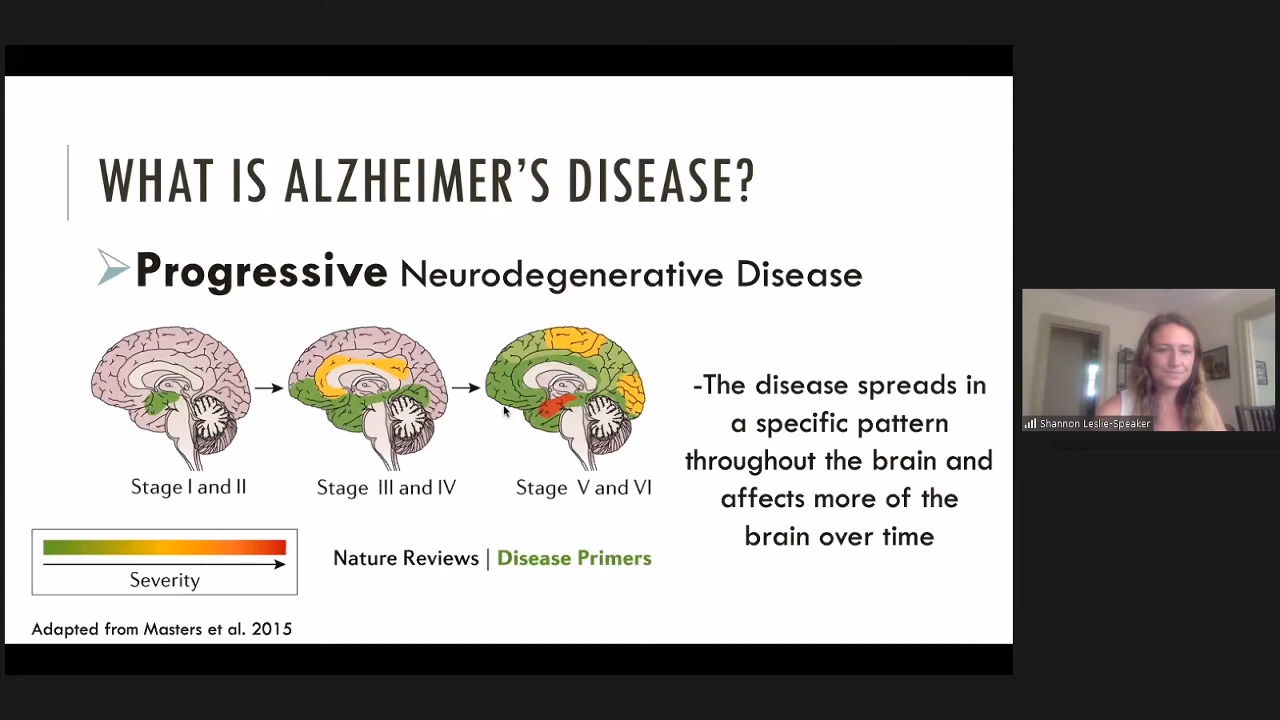 WHAT IS ALZHEIMER'S DISEASE?
Progressive Neurodegenerative Disease
-The disease spreads in
a specific pattern
throughout the brain and
affects more of the
brain over time
Stage I and II
Stage III and IV
Stage V and VI
Severity
Nature Reviews | Disease Primers
Adapted from Masters et al. 2015
Shannon Leslie-Speaker